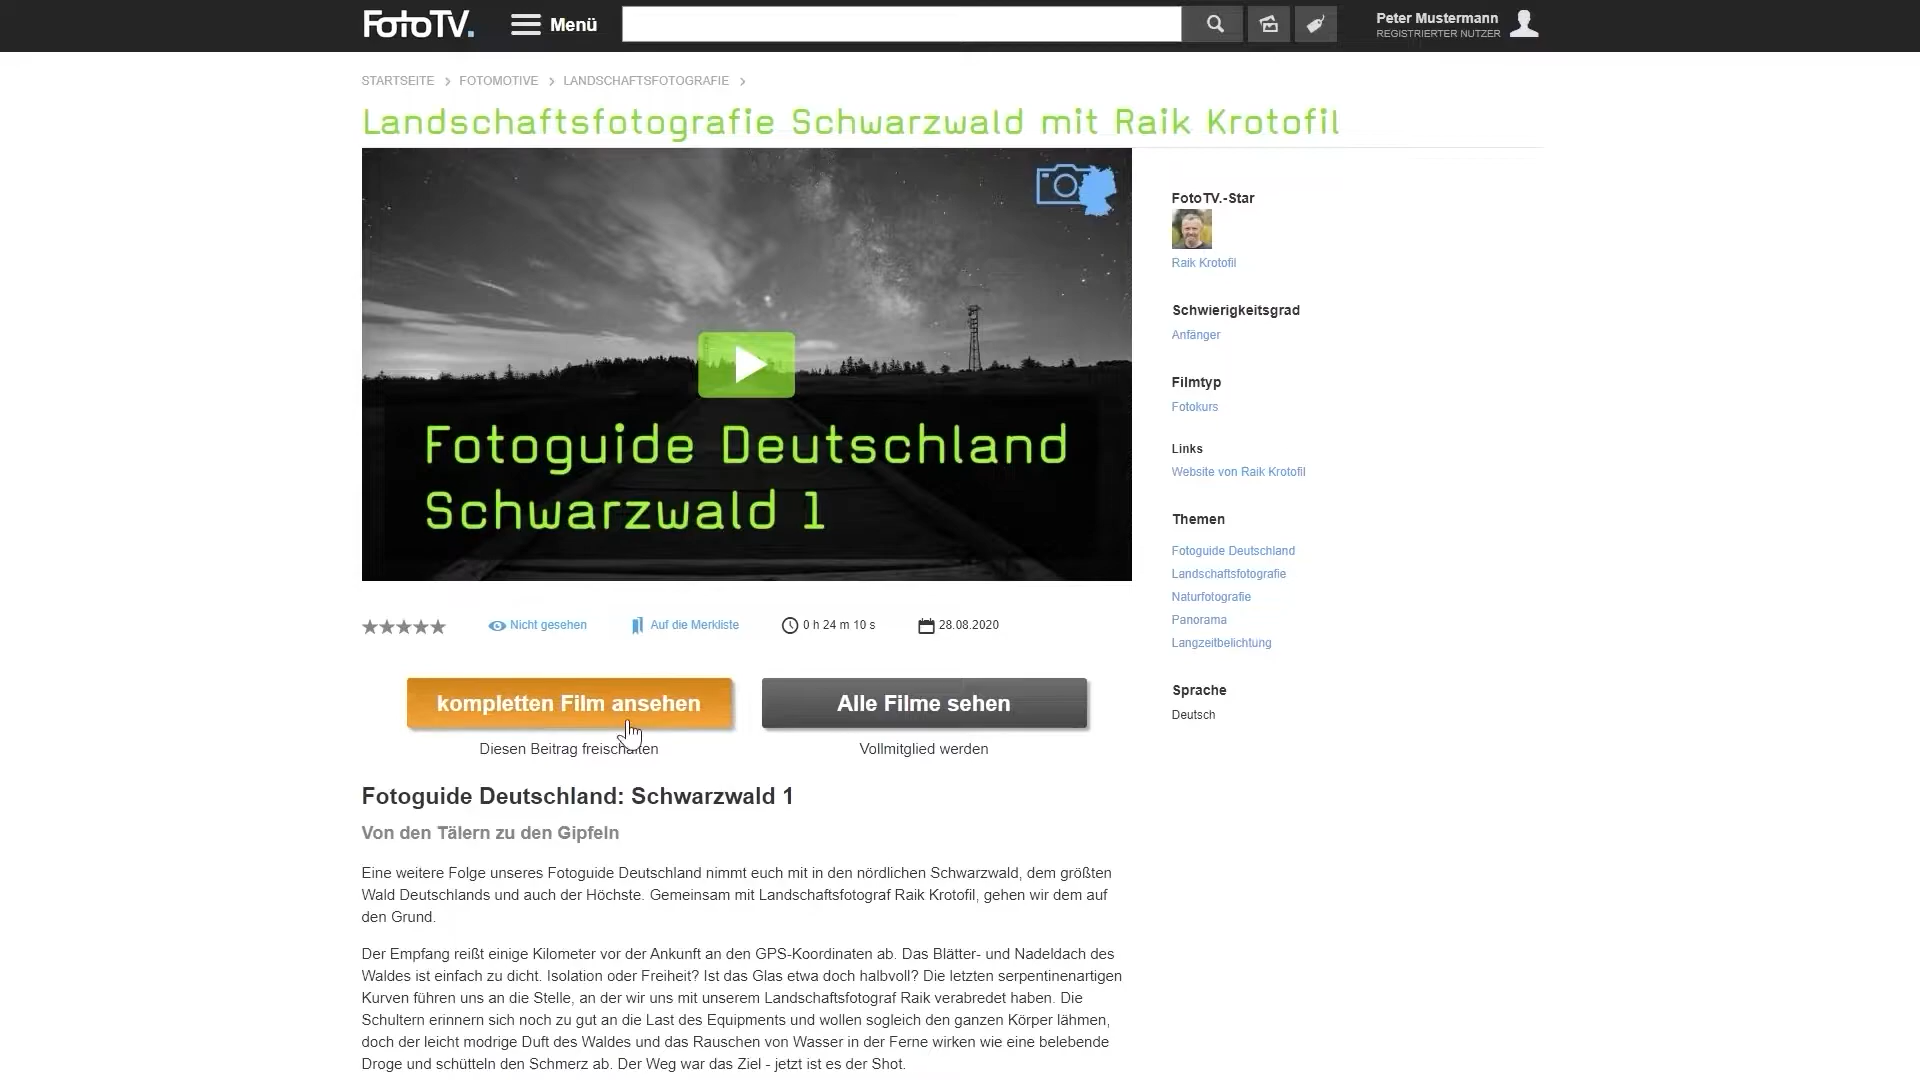 FotoTV.
Menü
Peter Mustermann
REGISTRIERTER NUTZER
STARTSEITE > FOTOMOTIVE > LANDSCHAFTSFOTOGRAFIE >
Landschaftsfotografie Schwarzwald mit Raik Krotofil
Fotoguide Deutschland
Schwarzwald 1
FotoTV.-Star
Raik Krotofil
Schwierigkeitsgrad
Anfänger
Filmtyp
Fotokurs
Links
Website von Raik Krotofil
Themen
Fotoguide Deutschland
Landschaftsfotografie
Naturfotografie
Panorama
Langzeitbelichtung
Sprache
Deutsch
Nicht gesehen
Auf die Merkliste
0 h 24 m 10 s
28.08.2020
kompletten Film ansehen
Diesen Beitrag freischalten
Alle Filme sehen
Vollmitglied werden
Fotoguide Deutschland: Schwarzwald 1
Von den Tälern zu den Gipfeln
Eine weitere Folge unseres Fotoguide Deutschland nimmt euch mit in den nördlichen Schwarzwald, dem größten
Wald Deutschlands und auch der Höchste. Gemeinsam mit Landschaftsfotograf Raik Krotofil, gehen wir dem auf
den Grund.
Der Empfang reißt einige Kilometer vor der Ankunft an den GPS-Koordinaten ab. Das Blätter- und Nadeldach des
Waldes ist einfach zu dicht. Isolation oder Freiheit? Ist das Glas etwa doch halbvoll? Die letzten serpentinenartigen
Kurven führen uns an die Stelle, an der wir uns mit unserem Landschaftsfotograf Raik verabredet haben. Die
Schultern erinnern sich noch zu gut an die Last des Equipments und wollen sogleich den ganzen Körper lähmen,
doch der leicht modrige Duft des Waldes und das Rauschen von Wasser in der Ferne wirken wie eine belebende
Droge und schütteln den Schmerz ab. Der Weg war das Ziel - jetzt ist es der Shot.